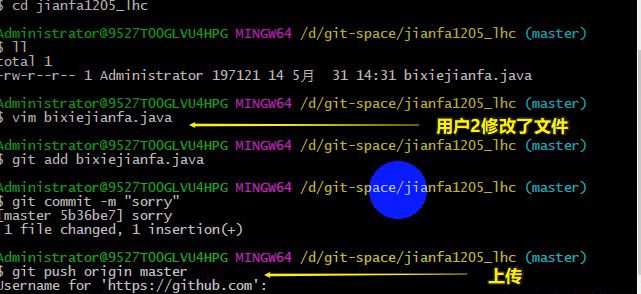 $ cd jianfa1205_lhc
Administrator@9527TOOGLVU4HPG MINGW64 /d/git-space/jianfa1205_lhc (master)
$ ll
total 1
-rw-r--r-- 1 Administrator 197121 14 5月 31 14:31 bixiejianfa.java
Administrator@9527TOOGLVU4HPG MINGW64 /d/git-space/jianfa1205_lhc (master)
$ vim bixiejianfa.java
用户2修改了文件
Administrator@9527TOOGLVU4HPG MINGW64 /d/git-space/jianfa1205_lhc (master)
$ git add bixiejianfa.java
Administrator@9527TOOGLVU4HPG MINGW64 /d/git-space/jianfa1205_lhc (master)
$ git commit -m "sorry"
[master 5b36be7] sorry
1 file changed, 1 insertion(+)
Administrator@9527TOOGLVU4HPG MINGW64 /d/git-space/jianfa1205_lhc (master)
$ git push origin master
上传
Username for 'https://github.com':